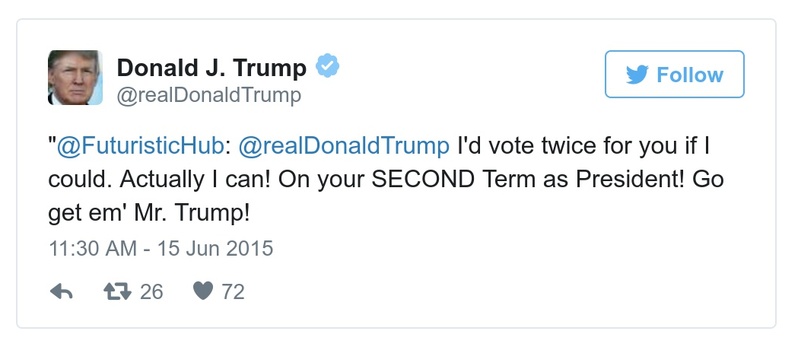 Donald J. Trump
@realDonaldTrump
Follow
"@FuturisticHub: @realDonaldTrump I'd vote twice for you if I
could. Actually I can! On your SECOND Term as President! Go
get em' Mr. Trump!
11:30 AM - 15 Jun 2015
26 72